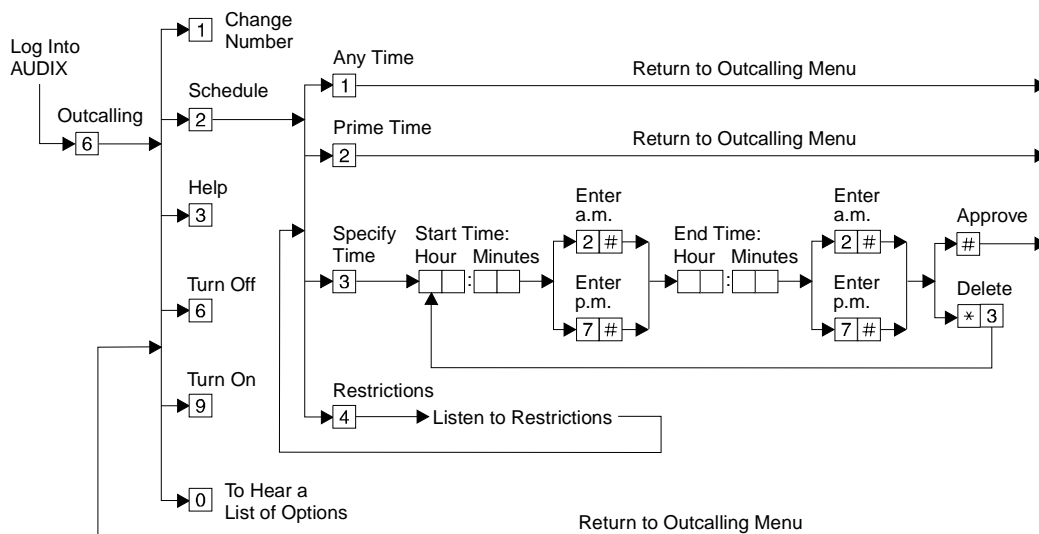 Log Into
AUDIX
Outcalling
6
1
Change
Number
Schedule
2
Help
3
Turn Off
6
Turn On
9
0
To Hear a
List of Options
Any Time
1
Return to Outcalling Menu
Prime Time
2
Return to Outcalling Menu
Specify
Time
3
Start Time:
Hour Minutes
:
Enter
a.m.
2 #
Enter
p.m.
7 #
End Time:
Hour Minutes
:
Enter
a.m.
2 #
Enter
p.m.
7 #
Approve
#
Delete
* 3
Restrictions
4
Listen to Restrictions
Return to Outcalling Menu